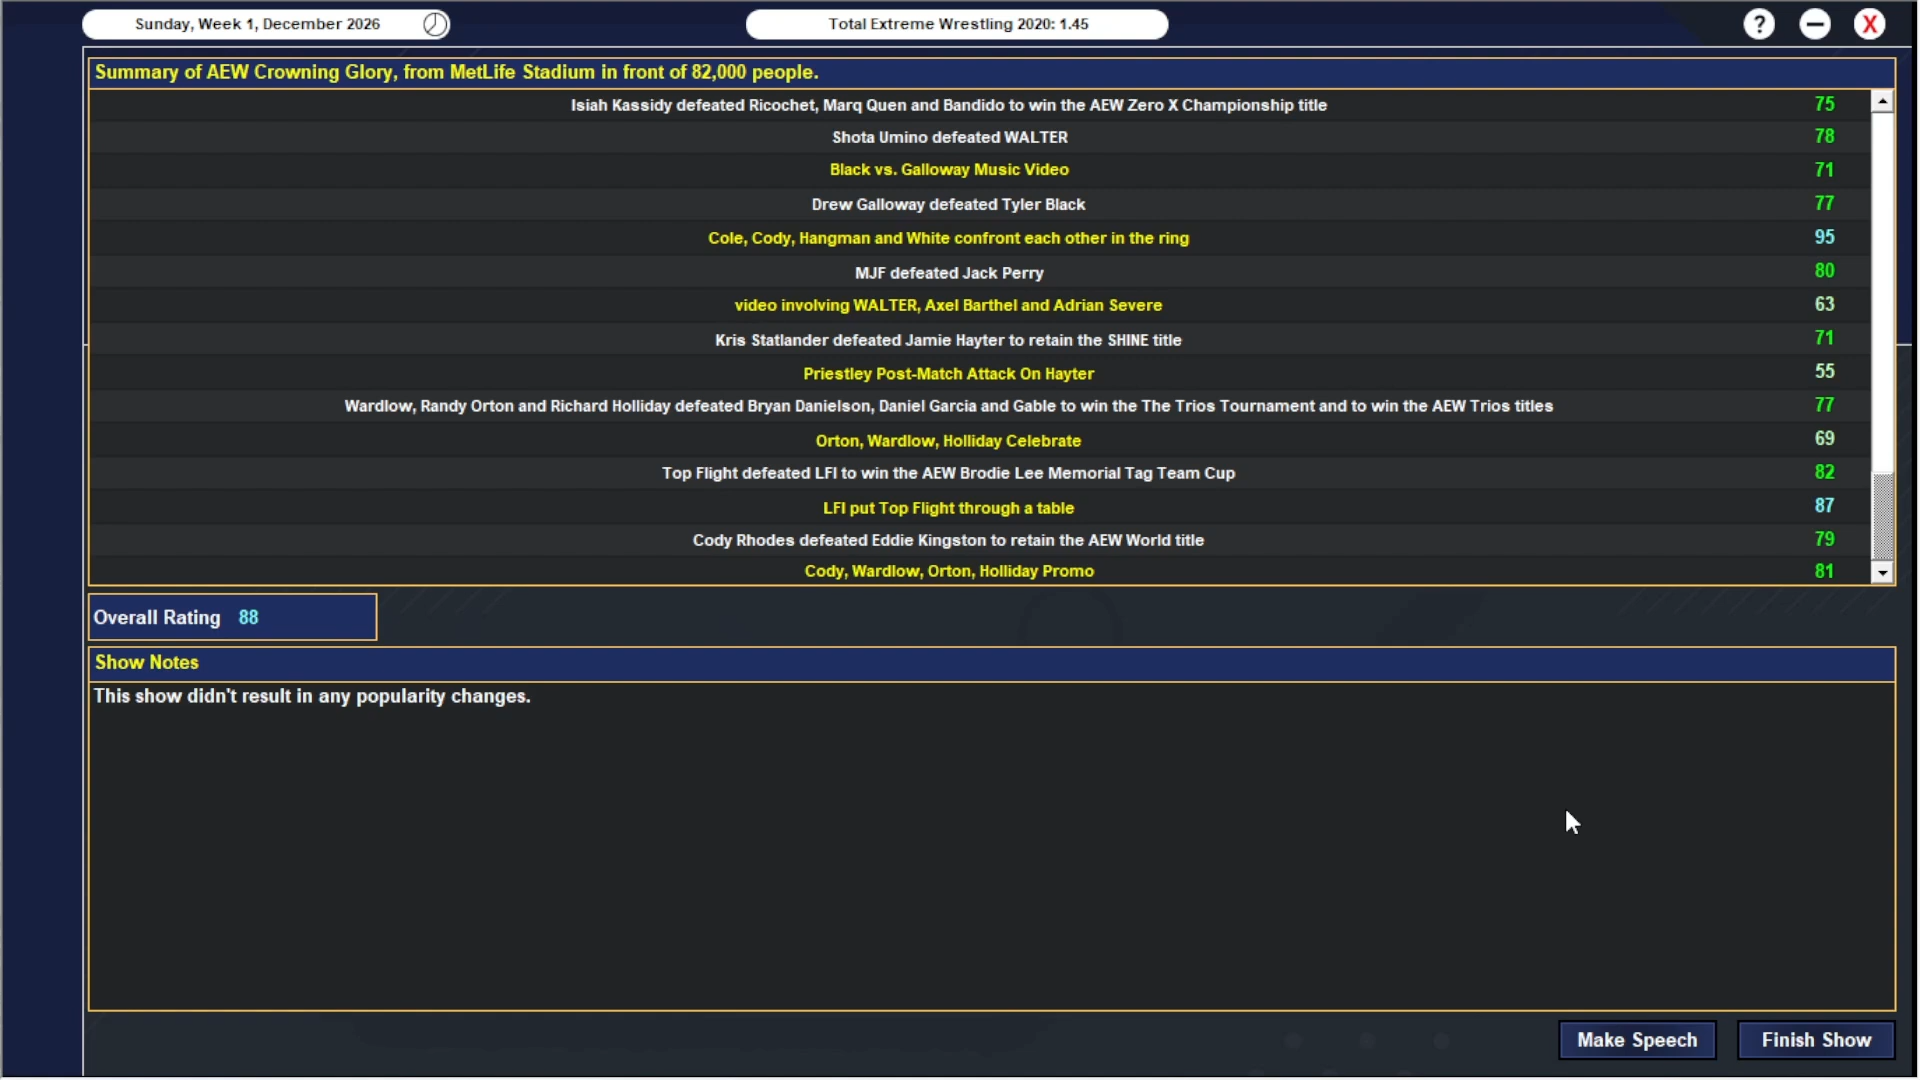 Sunday, Week 1, December 2026
Total Extreme Wrestling 2020: 1.45
?
X
Summary of AEW Crowning Glory, from MetLife Stadium in front of 82,000 people.
Isiah Kassidy defeated Ricochet, Marq Quen and Bandido to win the AEW Zero X Championship title 75
Shota Umino defeated WALTER 78
Black vs. Galloway Music Video 71
Drew Galloway defeated Tyler Black 77
Cole, Cody, Hangman and White confront each other in the ring 95
MJF defeated Jack Perry 80
video involving WALTER, Axel Barthel and Adrian Severe 63
Kris Statlander defeated Jamie Hayter to retain the SHINE title 71
Priestley Post-Match Attack On Hayter 55
Wardlow, Randy Orton and Richard Holliday defeated Bryan Danielson, Daniel Garcia and Gable to win the The Trios Tournament and to win the AEW Trios titles 77
Orton, Wardlow, Holliday Celebrate 69
Top Flight defeated LFI to win the AEW Brodie Lee Memorial Tag Team Cup 82
LFI put Top Flight through a table 87
Cody Rhodes defeated Eddie Kingston to retain the AEW World title 79
Cody, Wardlow, Orton, Holliday Promo 81
Overall Rating 88
Show Notes
This show didn't result in any popularity changes.
Make Speech
Finish Show